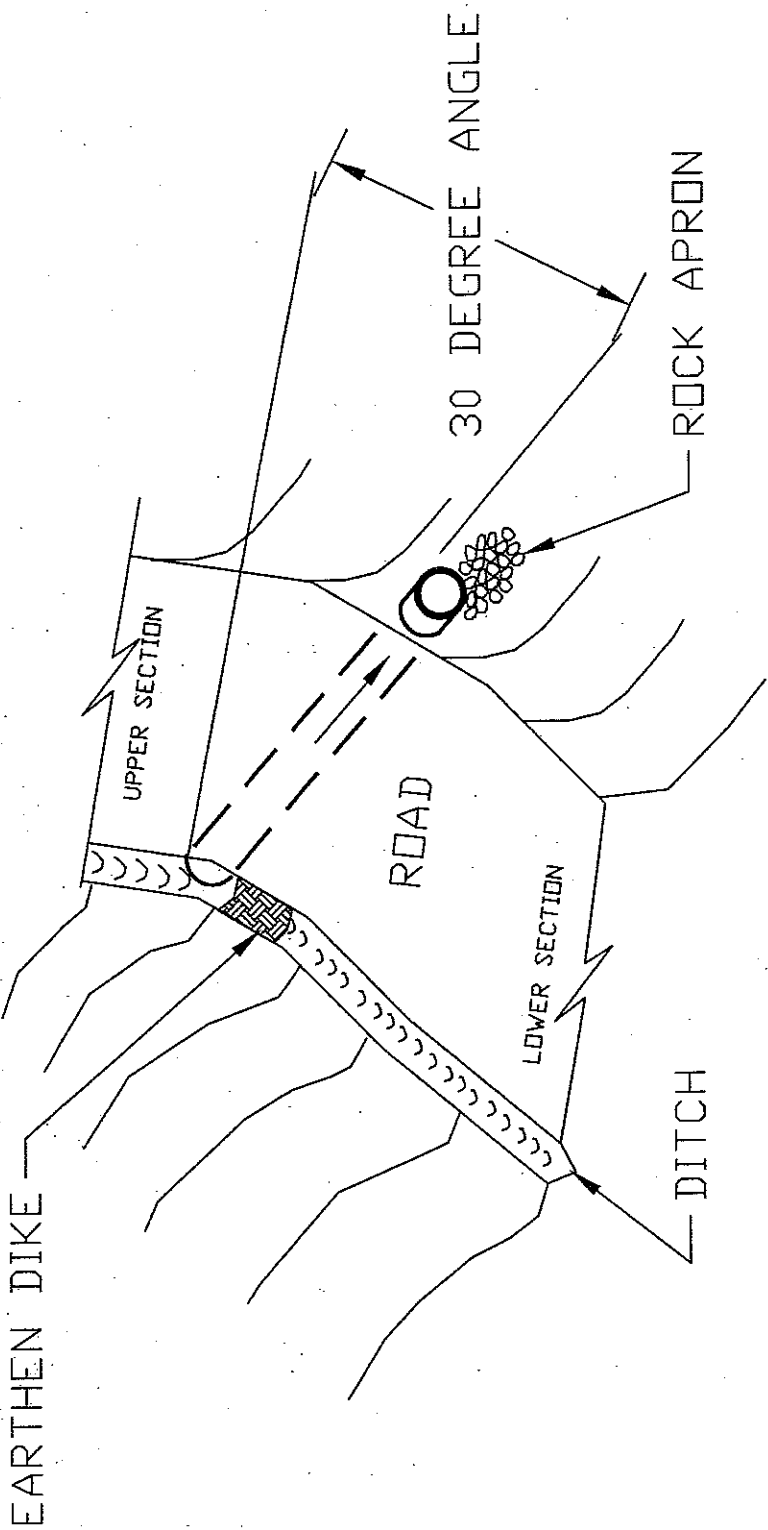 EARTHEN DIKE
UPPER SECTION
30 DEGREE ANGLE
ROAD
LOWER SECTION
ROCK APRON
DITCH